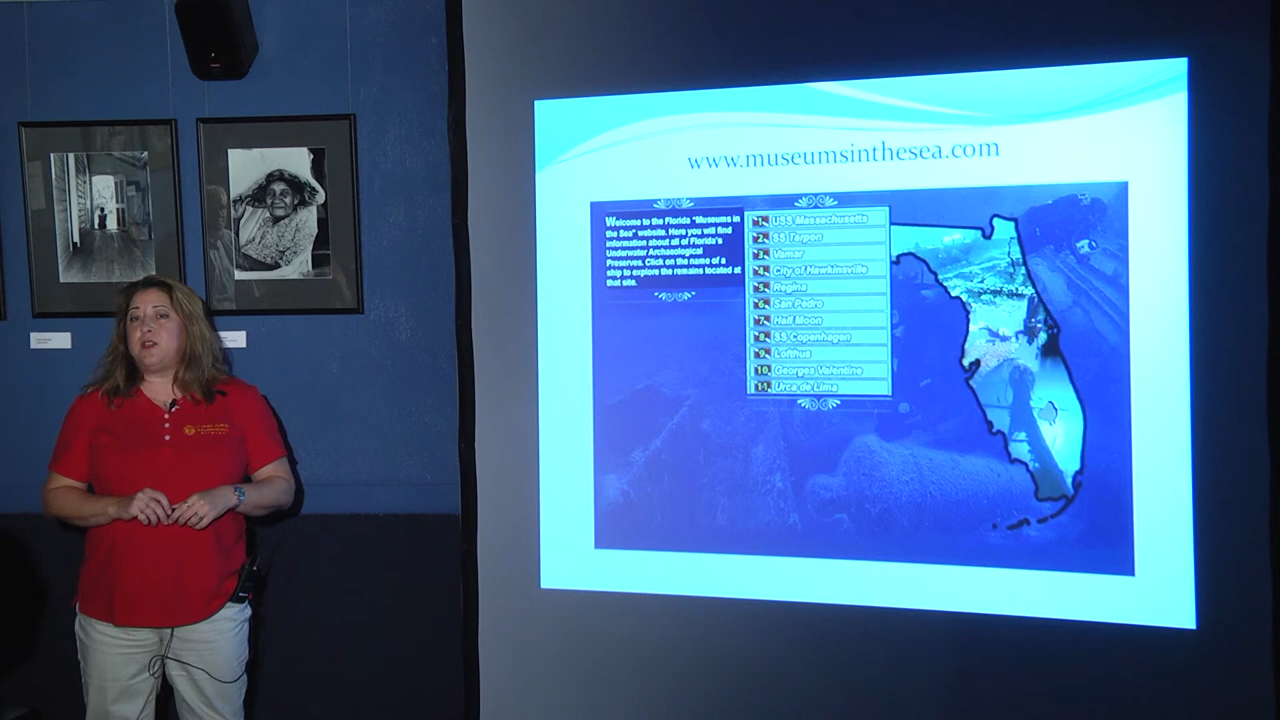 www.museumsinthesea.com
Welcome to the Florida "Museums in
the Sea" website. Here you will find
information about all of Florida's
Underwater Archaeological
Preserves. Click on the name of a
ship to explore the remains located at
that site.
1. USS Massachusetts
2. SS Tarpon
3. Vamar
4. City of Hawkinsville
5. Regina
6. San Pedro
7. Half Moon
8. SS Copenhagen
9. Lofthus
10. Georges Valentine
11. Urca de Lima